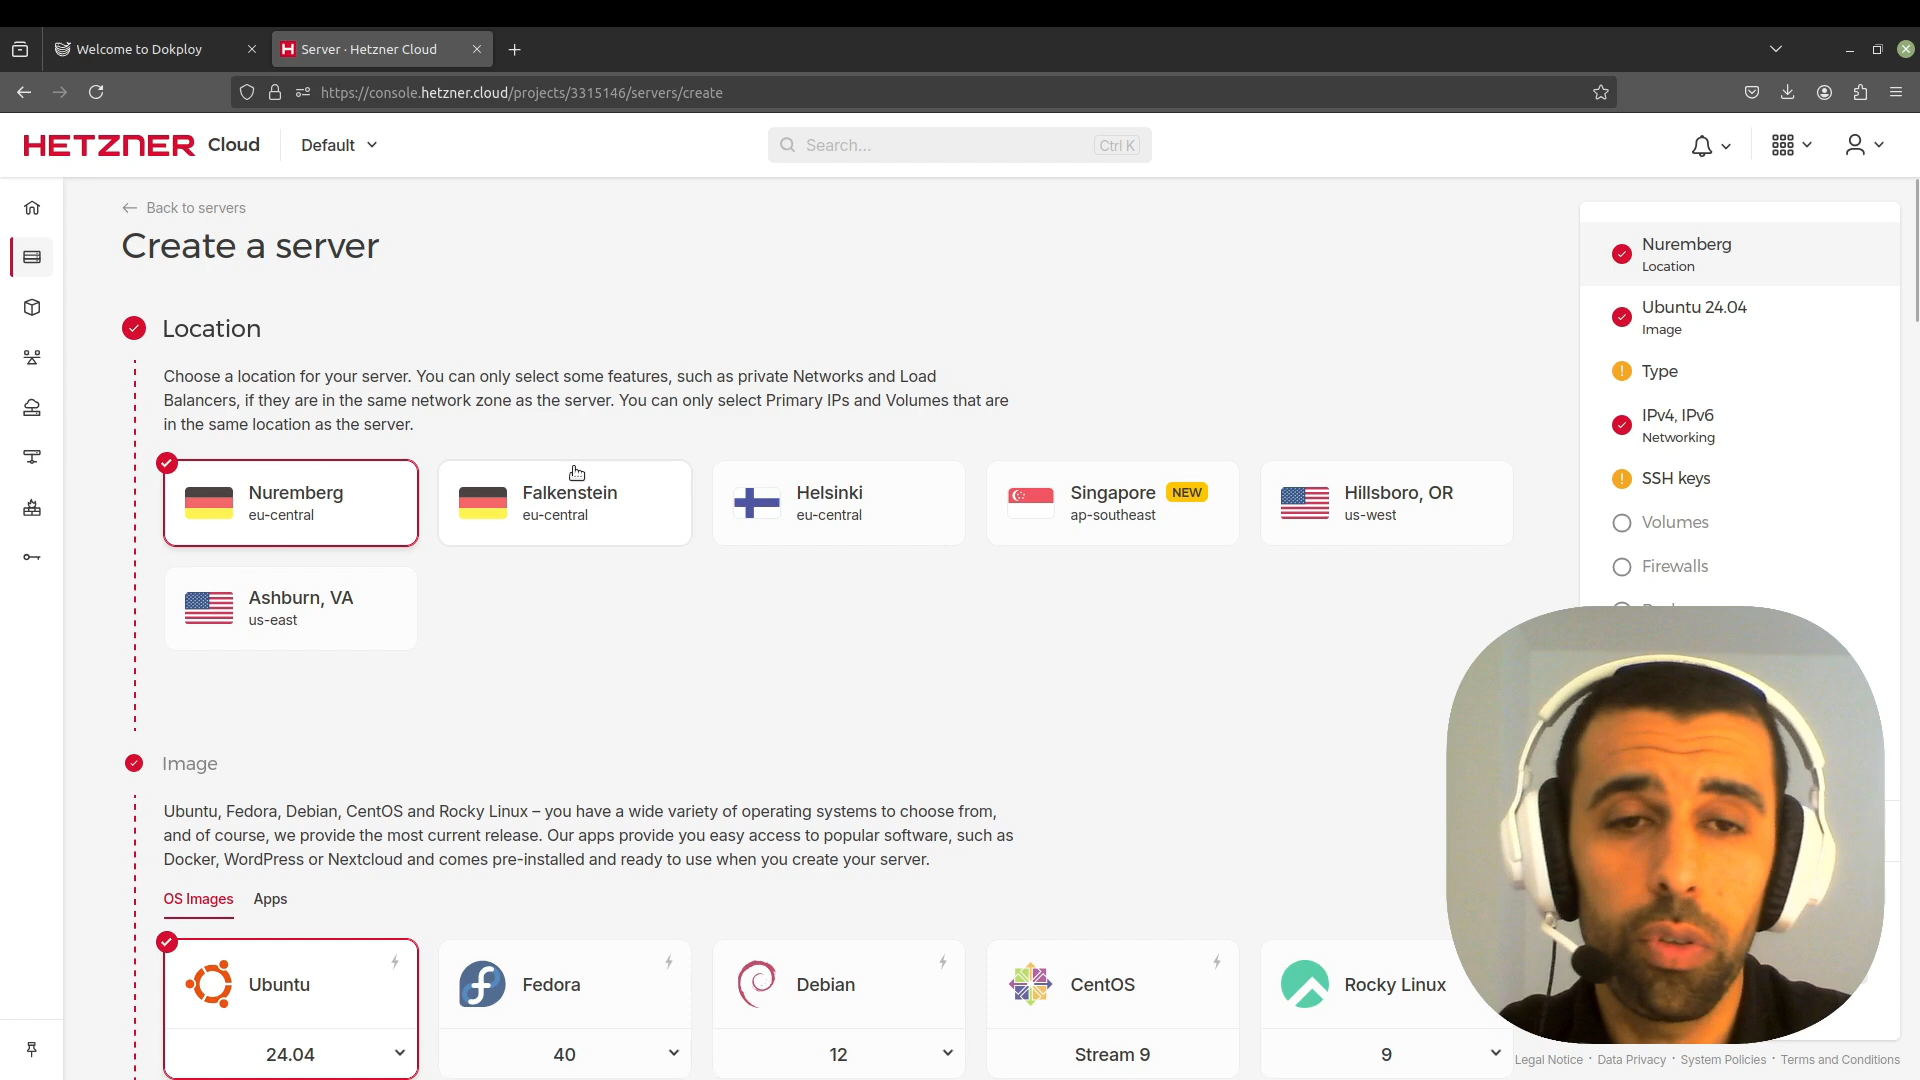 Welcome to Dokploy
Server · Hetzner Cloud
https://console.hetzner.cloud/projects/3315146/servers/create
HETZNER Cloud
Default
Search...
Ctrl K
Back to servers
Create a server
Location
Choose a location for your server. You can only select some features, such as private Networks and Load
Balancers, if they are in the same network zone as the server. You can only select Primary IPs and Volumes that are
in the same location as the server.
Nuremberg
eu-central
Falkenstein
eu-central
Helsinki
eu-central
Singapore NEW
ap-southeast
Hillsboro, OR
us-west
Ashburn, VA
us-east
Image
Ubuntu, Fedora, Debian, CentOS and Rocky Linux – you have a wide variety of operating systems to choose from,
and of course, we provide the most current release. Our apps provide you easy access to popular software, such as
Docker, WordPress or Nextcloud and comes pre-installed and ready to use when you create your server.
OS Images
Apps
Ubuntu
24.04
Fedora
40
Debian
12
CentOS
Stream 9
Rocky Linux
9
Nuremberg
Location
Ubuntu 24.04
Image
Type
IPv4, IPv6
Networking
SSH keys
Volumes
Firewalls
Legal Notice · Data Privacy · System Policies · Terms and Conditions